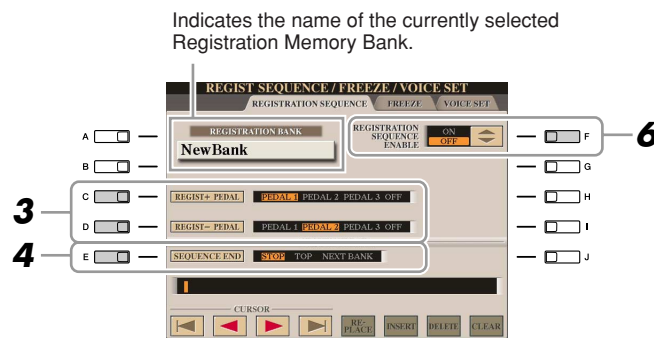 Indicates the name of the currently selected
Registration Memory Bank.
REGIST SEQUENCE / FREEZE / VOICE SET
REGISTRATION SEQUENCE FREEZE VOICE SET
A
REGISTRATION BANK
NewBank
REGISTRATION
SEQUENCE
ENABLE
ON
OFF
F
6
B
G
3
C
REGIST+ PEDAL PEDAL 1 PEDAL 2 PEDAL 3 OFF
H
D
REGIST− PEDAL PEDAL 1 PEDAL 2 PEDAL 3 OFF
I
4
E
SEQUENCE END STOP TOP NEXT BANK
J
CURSOR
RE-
PLACE
INSERT
DELETE
CLEAR